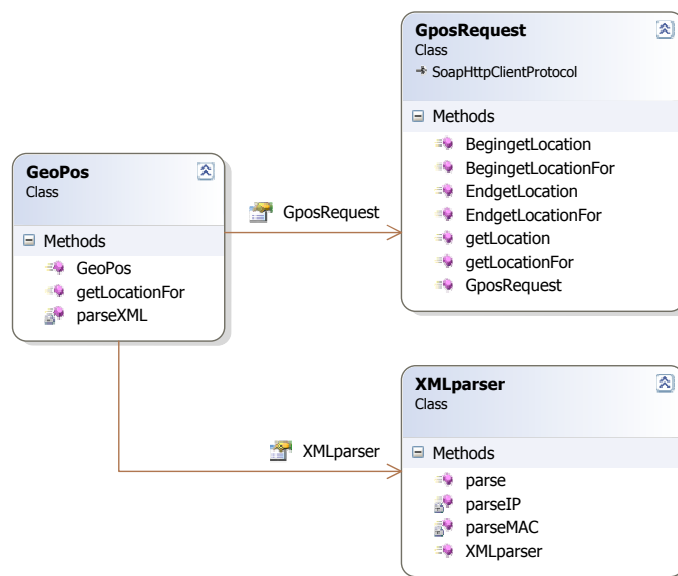 GposRequest
Class
SoapHttpClientProtocol
Methods
BegingetLocation
BegingetLocationFor
EndgetLocation
EndgetLocationFor
getLocation
getLocationFor
GposRequest
GeoPos
Class
Methods
GeoPos
getLocationFor
parseXML
GposRequest
XMLparser
XMLparser
Class
Methods
parse
parseIP
parseMAC
XMLparser